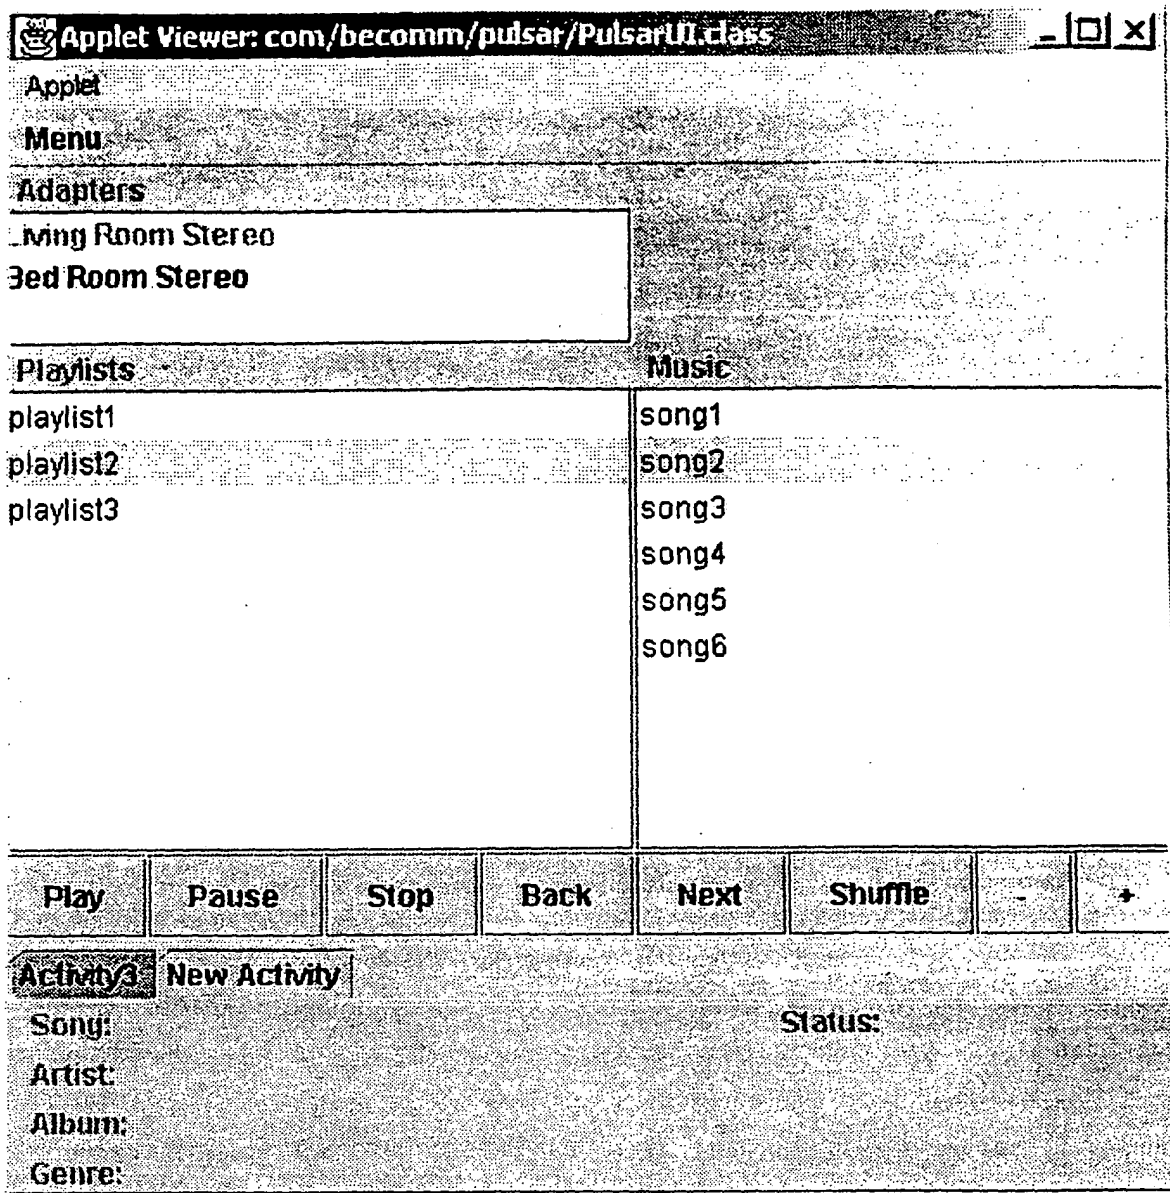 Applet Viewer: com/becomm/pulsar/PulsarUI.class
Applet
Menu
Adapters
Living Room Stereo
Bed Room Stereo
Playlists
Music
playlist1
playlist2
playlist3
song1
song2
song3
song4
song5
song6
Play Pause Stop Back Next Shuffle - +
Activity3 New Activity
Song: Status:
Artist:
Album:
Genre: